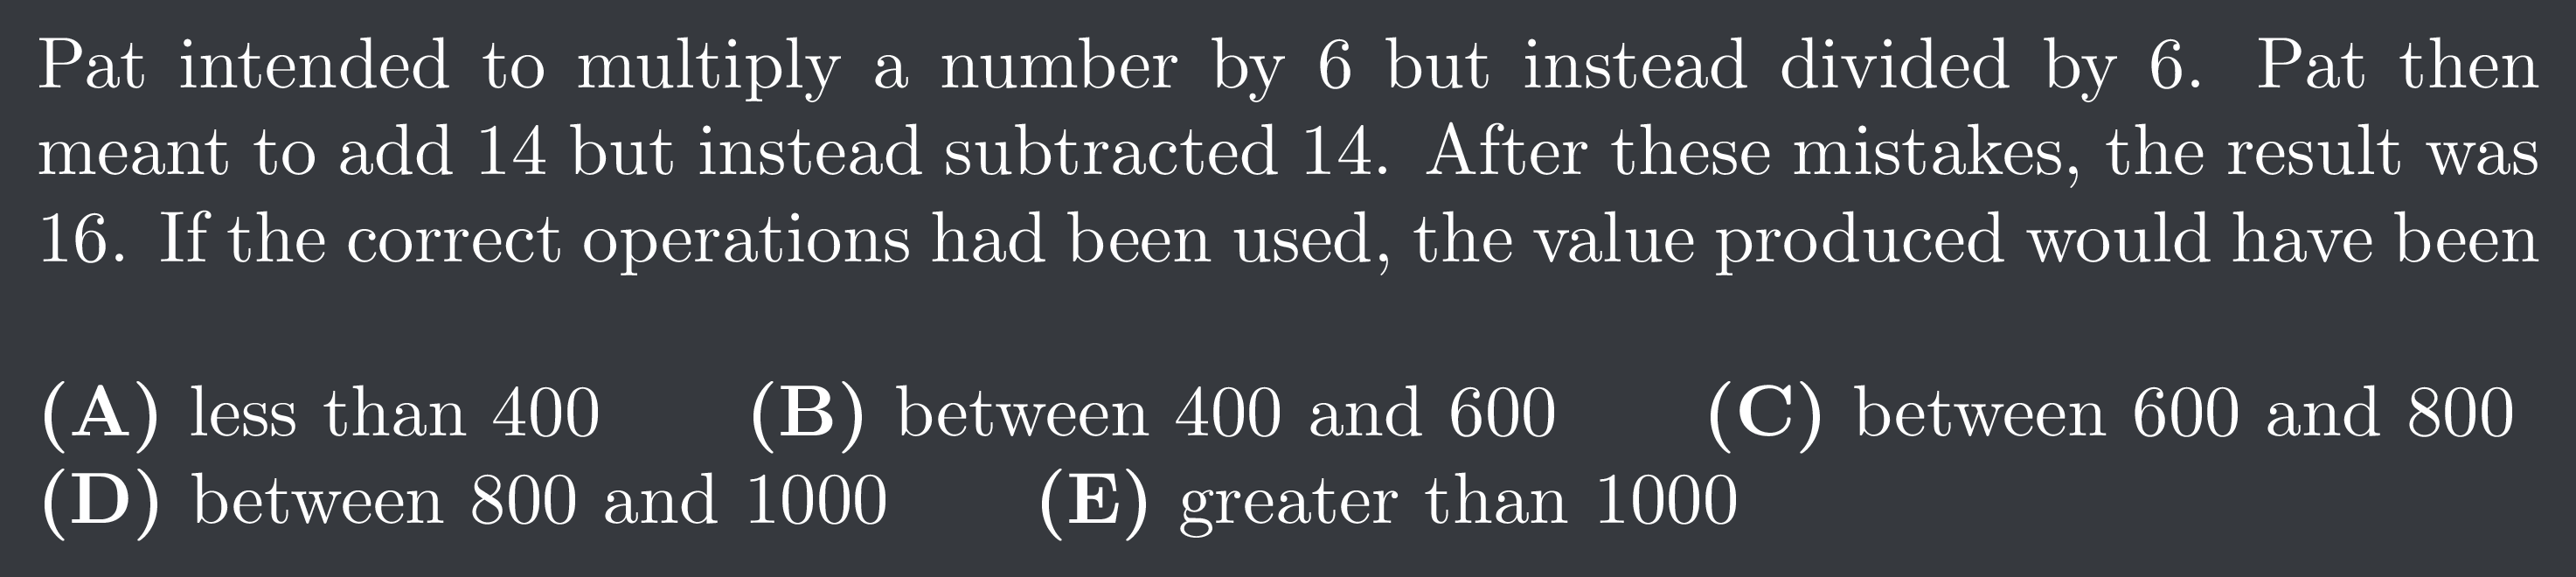 Pat intended to multiply a number by 6 but instead divided by 6. Pat then
meant to add 14 but instead subtracted 14. After these mistakes, the result was
16. If the correct operations had been used, the value produced would have been
(A) less than 400 (B) between 400 and 600 (C) between 600 and 800
(D) between 800 and 1000 (E) greater than 1000